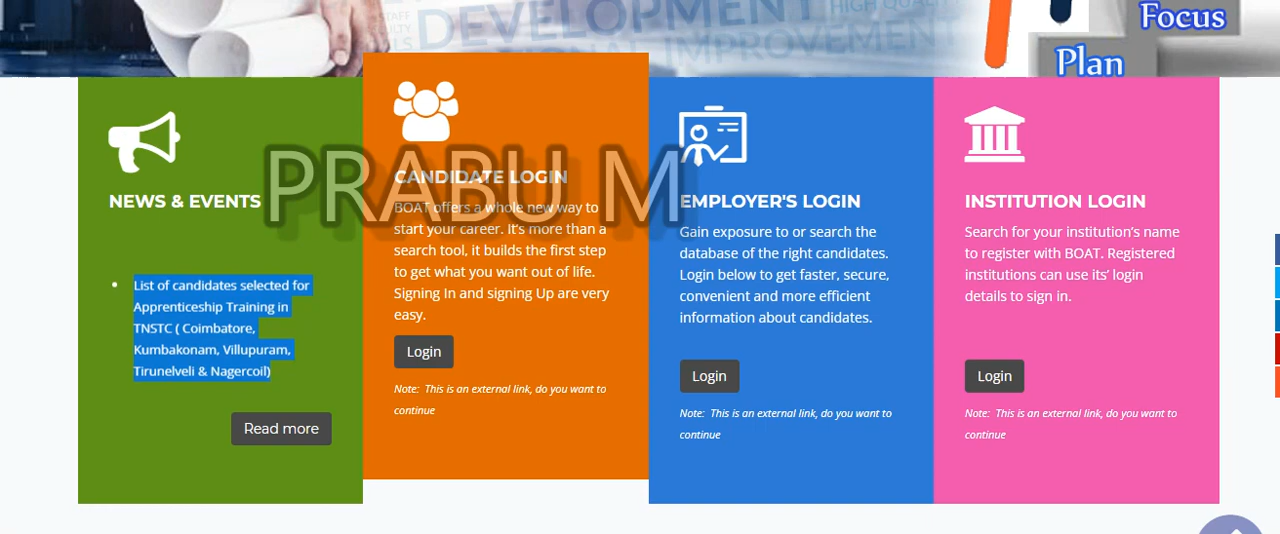 STAFF
DEVELOPMENT
HIGH QUALITY
IMPROVEMENT
Focus
Plan
PRABU M
NEWS & EVENTS
List of candidates selected for
Apprenticeship Training in
TNSTC ( Coimbatore,
Kumbakonam, Villupuram,
Tirunelveli & Nagercoil)
Read more
CANDIDATE LOGIN
BOAT offers a whole new way to
start your career. It's more than a
search tool, it builds the first step
to get what you want out of life.
Signing In and signing Up are very
easy.
Login
Note: This is an external link, do you want to
continue
EMPLOYER'S LOGIN
Gain exposure to or search the
database of the right candidates.
Login below to get faster, secure,
convenient and more efficient
information about candidates.
Login
Note: This is an external link, do you want to
continue
INSTITUTION LOGIN
Search for your institution's name
to register with BOAT. Registered
institutions can use its' login
details to sign in.
Login
Note: This is an external link, do you want to
continue